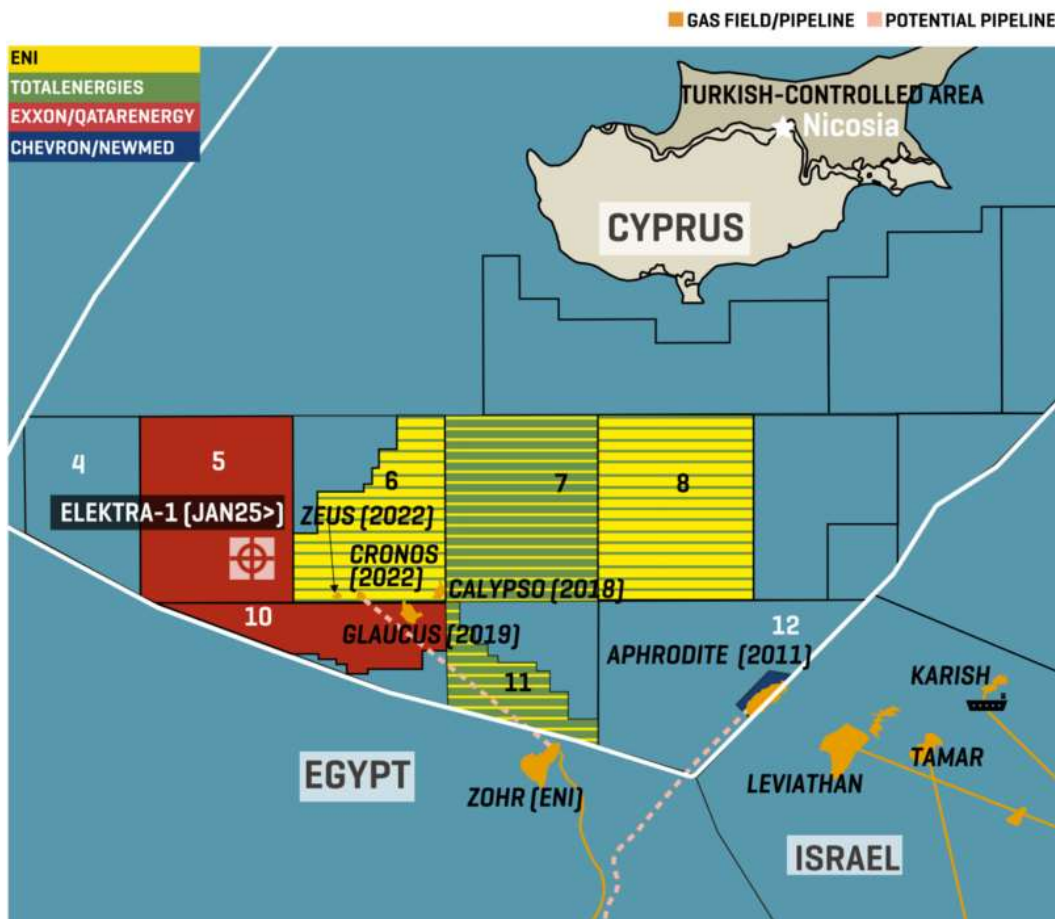 GAS FIELD/PIPELINE
POTENTIAL PIPELINE
ENI
TOTALENERGIES
EXXON/QATARENERGY
CHEVRON/NEWMED
TURKISH-CONTROLLED AREA
Nicosia
CYPRUS
4
5
6
7
8
ELEKTRA-1 (JAN25>)
ZEUS (2022)
CRONOS
(2022)
CALYPSO (2018)
10
GLAUCUS (2019)
12
APHRODITE (2011)
11
KARISH
EGYPT
ZOHR (ENI)
LEVIATHAN
TAMAR
ISRAEL